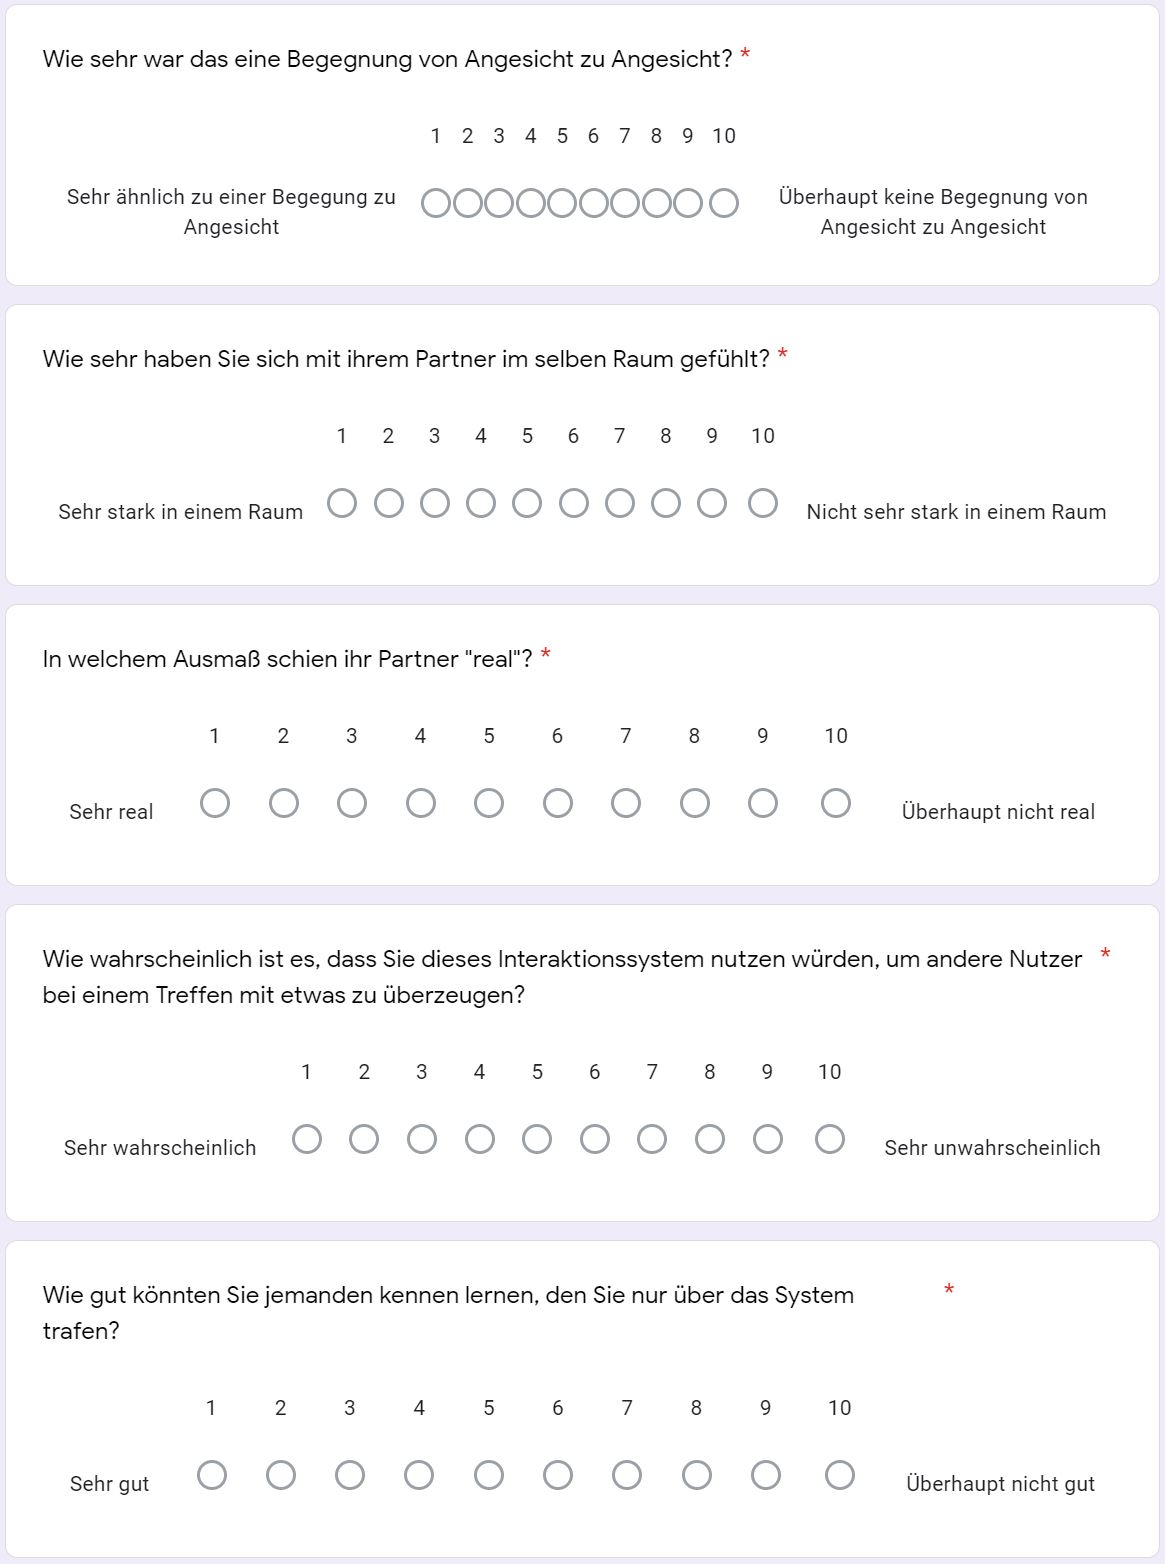 Wie sehr war das eine Begegnung von Angesicht zu Angesicht? *
1 2 3 4 5 6 7 8 9 10
Sehr ähnlich zu einer Begegung zu
Angesicht
Überhaupt keine Begegnung von
Angesicht zu Angesicht
Wie sehr haben Sie sich mit ihrem Partner im selben Raum gefühlt? *
1 2 3 4 5 6 7 8 9 10
Sehr stark in einem Raum
Nicht sehr stark in einem Raum
In welchem Ausmaß schien ihr Partner "real"? *
1 2 3 4 5 6 7 8 9 10
Sehr real
Überhaupt nicht real
Wie wahrscheinlich ist es, dass Sie dieses Interaktionssystem nutzen würden, um andere Nutzer *
bei einem Treffen mit etwas zu überzeugen?
1 2 3 4 5 6 7 8 9 10
Sehr wahrscheinlich
Sehr unwahrscheinlich
Wie gut könnten Sie jemanden kennen lernen, den Sie nur über das System *
trafen?
1 2 3 4 5 6 7 8 9 10
Sehr gut
Überhaupt nicht gut